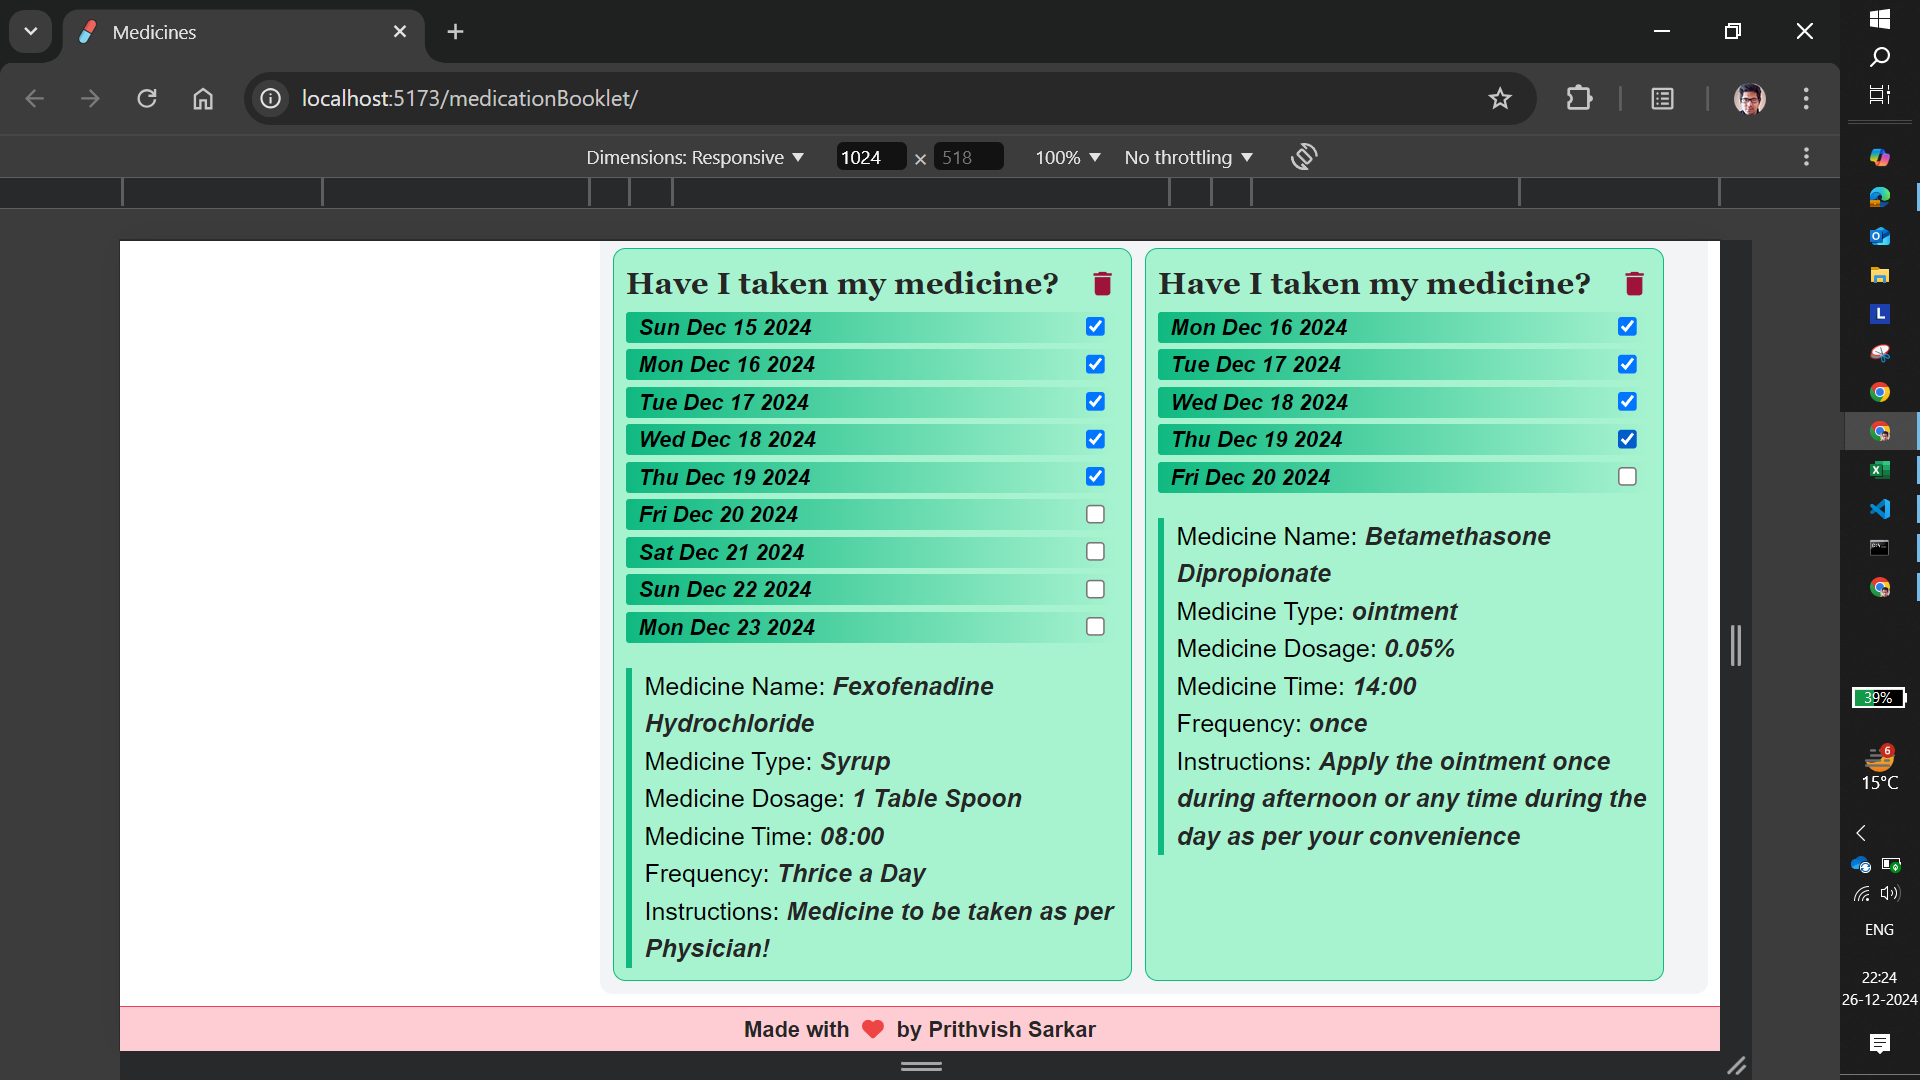 Medicines
localhost:5173/medicationBooklet/
Dimensions: Responsive 1024 × 518 100% No throttling
Have I taken my medicine?
Sun Dec 15 2024
Mon Dec 16 2024
Tue Dec 17 2024
Wed Dec 18 2024
Thu Dec 19 2024
Fri Dec 20 2024
Sat Dec 21 2024
Sun Dec 22 2024
Mon Dec 23 2024
Medicine Name: Fexofenadine
Hydrochloride
Medicine Type: Syrup
Medicine Dosage: 1 Table Spoon
Medicine Time: 08:00
Frequency: Thrice a Day
Instructions: Medicine to be taken as per
Physician!
Have I taken my medicine?
Mon Dec 16 2024
Tue Dec 17 2024
Wed Dec 18 2024
Thu Dec 19 2024
Fri Dec 20 2024
Medicine Name: Betamethasone
Dipropionate
Medicine Type: ointment
Medicine Dosage: 0.05%
Medicine Time: 14:00
Frequency: once
Instructions: Apply the ointment once
during afternoon or any time during the
day as per your convenience
Made with by Prithvish Sarkar
L
39%
6
15°C
ENG
22:24
26-12-2024